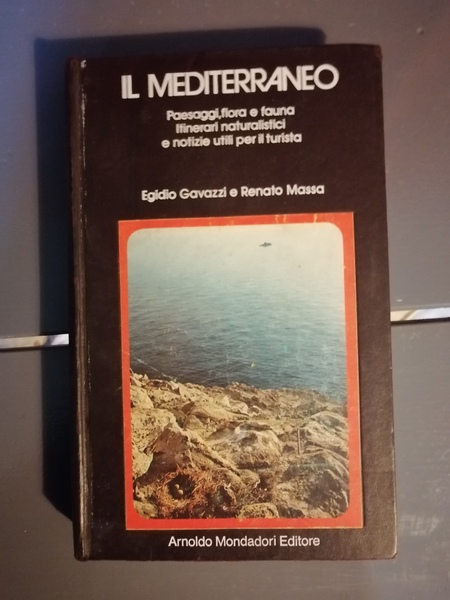 IL MEDITERRANEO
Paesaggi, flora e fauna
Itinerari naturalistici
e notizie utili per il turista
Egidio Gavazzi e Renato Massa
Arnoldo Mondadori Editore